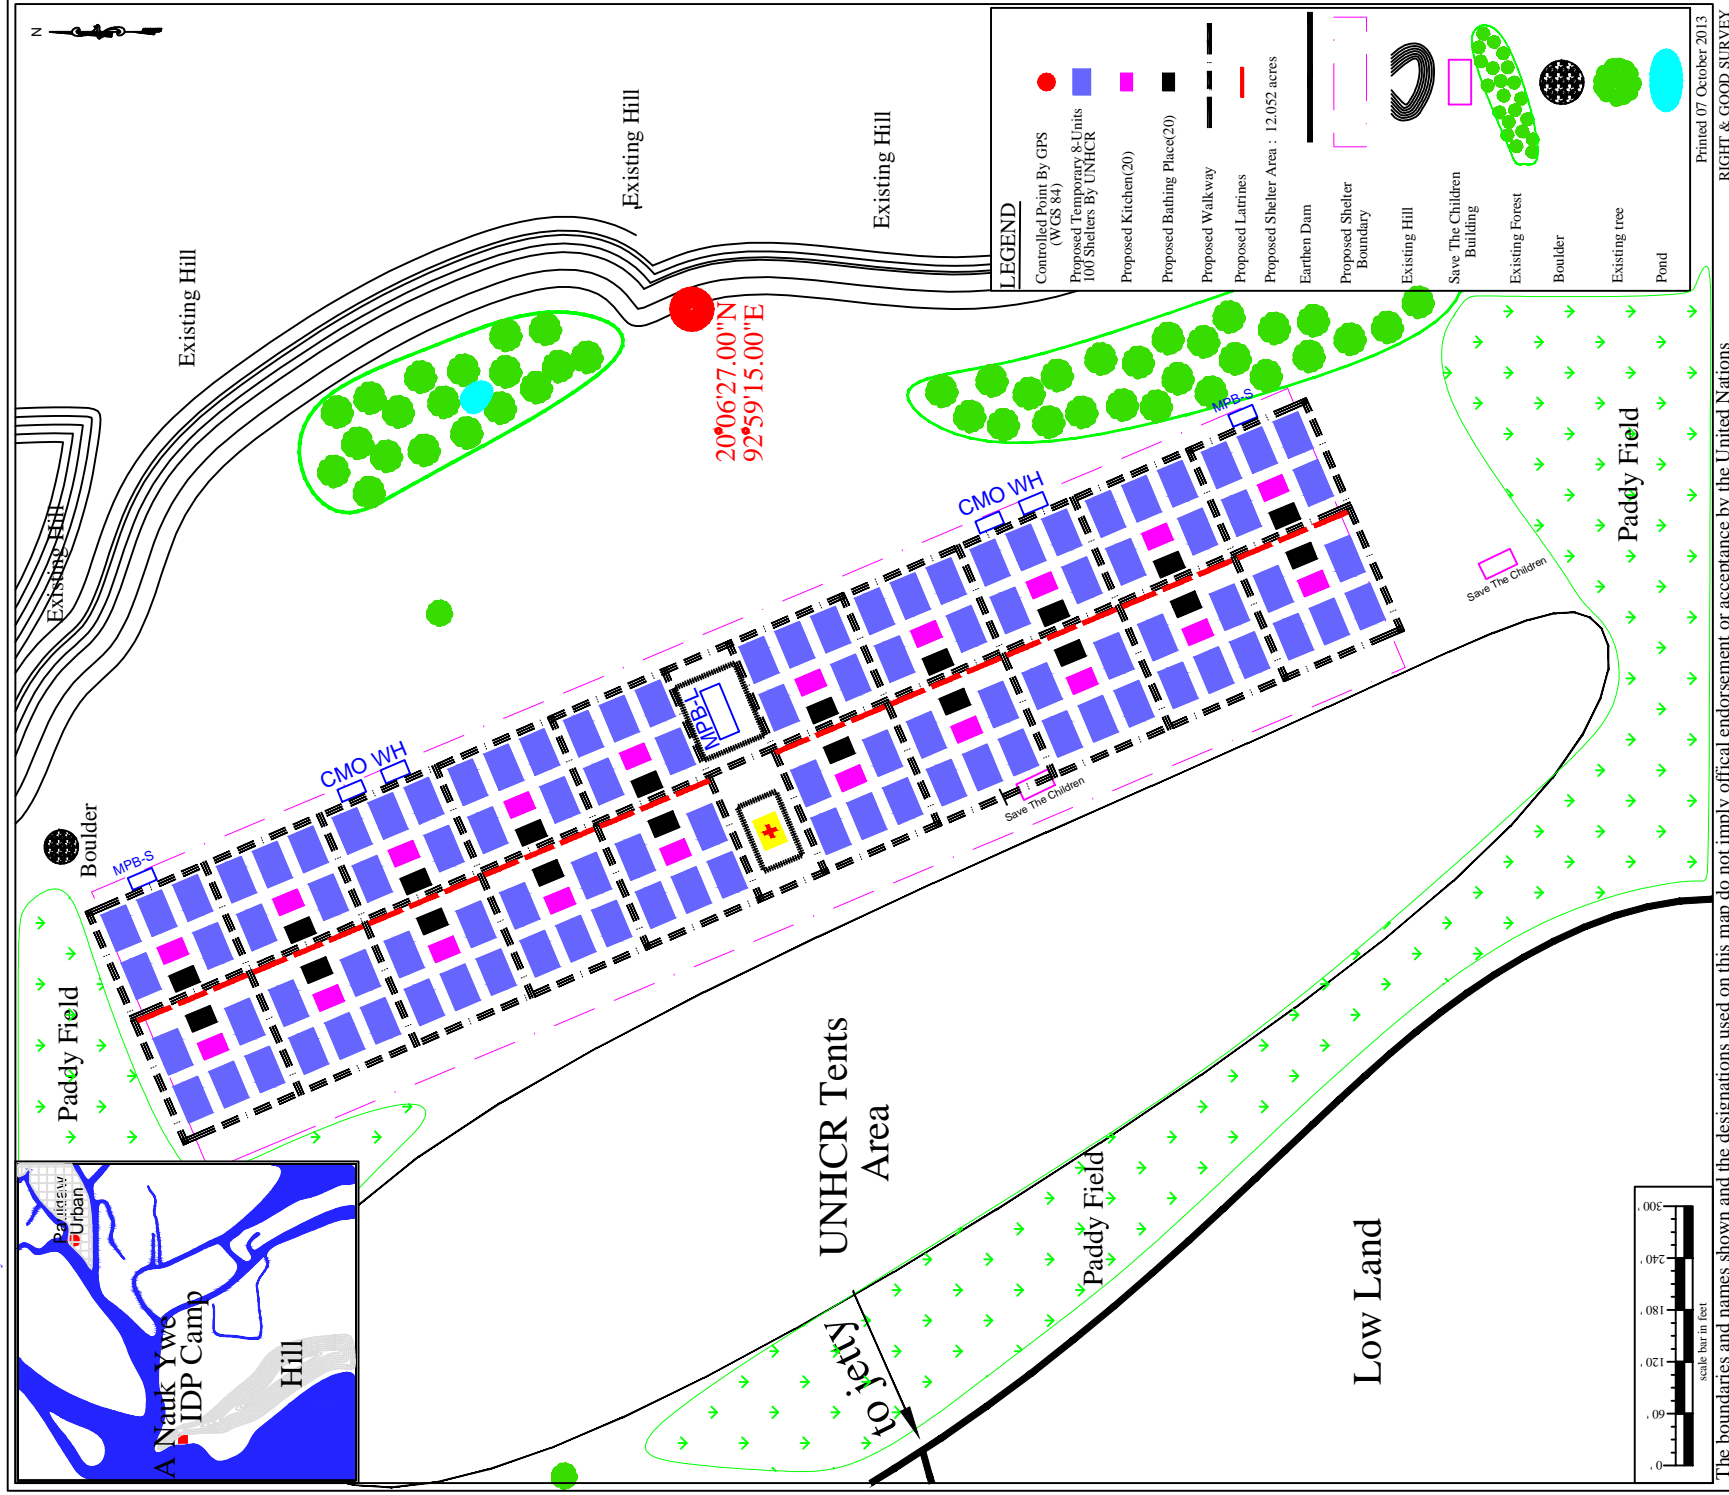 N
Existing Hill
Existing Hill
Existing Hill
Existing Hill
20°06'27.00"N
92°59'15.00"E
Boulder
MPB-S
CMO WH
MPB-L
CMO WH
MPB-S
Save The Children
Save The Children
Paddy Field
Paddy Field
Paddy Field
UNHCR Tents
Area
to jetty
Low Land
Urban
A Nauk Ywe
IDP Camp
Hill
LEGEND
Controlled Point By GPS
(WGS 84)
Proposed Temporary 8-Units
100 Shelters By UNHCR
Proposed Kitchen(20)
Proposed Bathing Place(20)
Proposed Walkway
Proposed Latrines
Proposed Shelter Area : 12.052 acres
Earthen Dam
Proposed Shelter
Boundary
Existing Hill
Save The Children
Building
Existing Forest
Boulder
Existing tree
Pond
Printed 07 October 2013
RIGHT & GOOD SURVEY
0' 60' 120' 180' 240' 300'
scale bar in feet
The boundaries and names shown and the designations used on this map do not imply official endorsement or acceptance by the United Nations